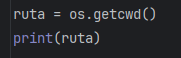 ruta = os.getcwd()
print(ruta)